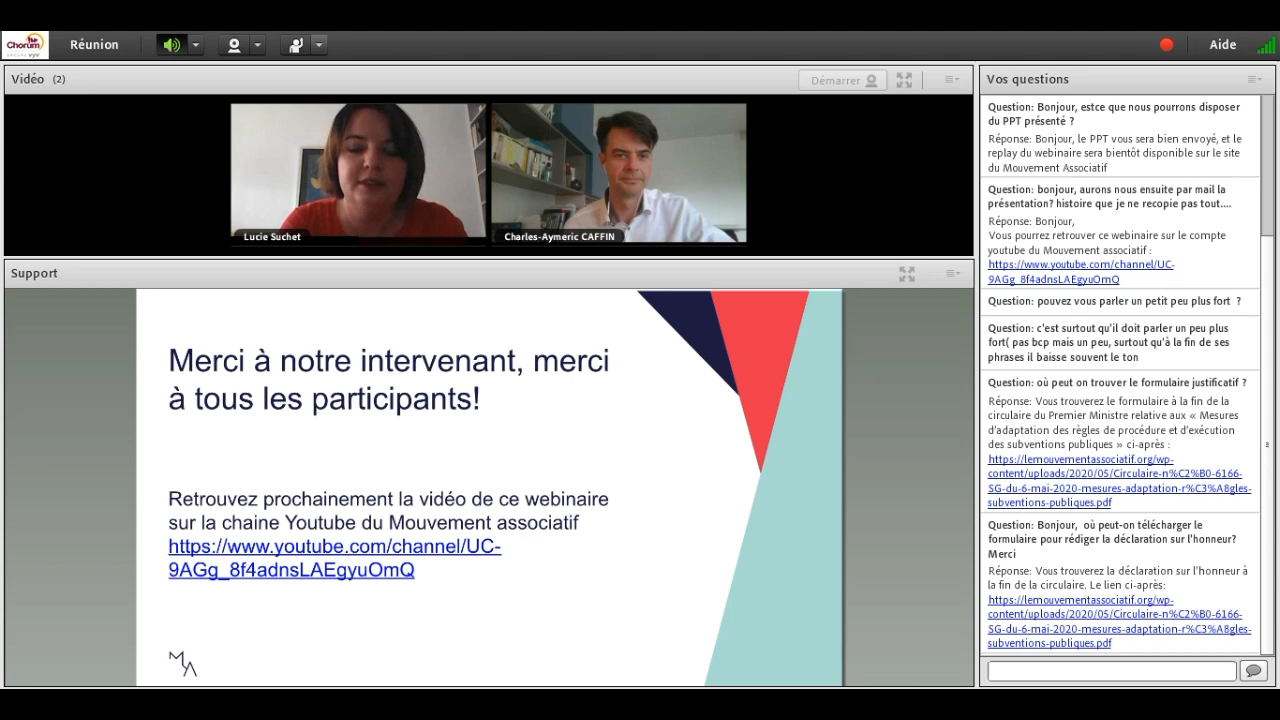 Chorum
GROUPE vyv
Réunion
Aide
Vidéo (2)
Démarrer
Lucie Suchet
Charles-Aymeric CAFFIN
Support
Merci à notre intervenant, merci
à tous les participants!
Retrouvez prochainement la vidéo de ce webinaire
sur la chaine Youtube du Mouvement associatif
https://www.youtube.com/channel/UC-
9AGg_8f4adnsLAEgyuOmQ
MA
Vos questions
Question: Bonjour, estce que nous pourrons disposer
du PPT présenté ?
Réponse: Bonjour, le PPT vous sera bien envoyé, et le
replay du webinaire sera bientôt disponible sur le site
du Mouvement Associatif
Question: bonjour, aurons nous ensuite par mail la
présentation? histoire que je ne recopie pas tout....
Réponse: Bonjour,
Vous pourrez retrouver ce webinaire sur le compte
youtube du Mouvement associatif :
https://www.youtube.com/channel/UC-
9AGg_8f4adnsLAEgyuOmQ
Question: pouvez vous parler un petit peu plus fort ?
Question: c'est surtout qu'il doit parler un peu plus
fort( pas bcp mais un peu, surtout qu'à la fin de ses
phrases il baisse souvent le ton
Question: où peut on trouver le formulaire justificatif ?
Réponse: Vous trouverez le formulaire à la fin de la
circulaire du Premier Ministre relative aux « Mesures
d'adaptation des règles de procédure et d'exécution
des subventions publiques » ci-après :
https://lemouvementassociatif.org/wp-
content/uploads/2020/05/Circulaire-n%C2%B0-6166-
SG-du-6-mai-2020-mesures-adaptation-r%C3%A8gles-
subventions-publiques.pdf
Question: Bonjour, où peut-on télécharger le
formulaire pour rédiger la déclaration sur l'honneur?
Merci
Réponse: Vous trouverez la déclaration sur l'honneur à
la fin de la circulaire. Le lien ci-après:
https://lemouvementassociatif.org/wp-
content/uploads/2020/05/Circulaire-n%C2%B0-6166-
SG-du-6-mai-2020-mesures-adaptation-r%C3%A8gles-
subventions-publiques.pdf